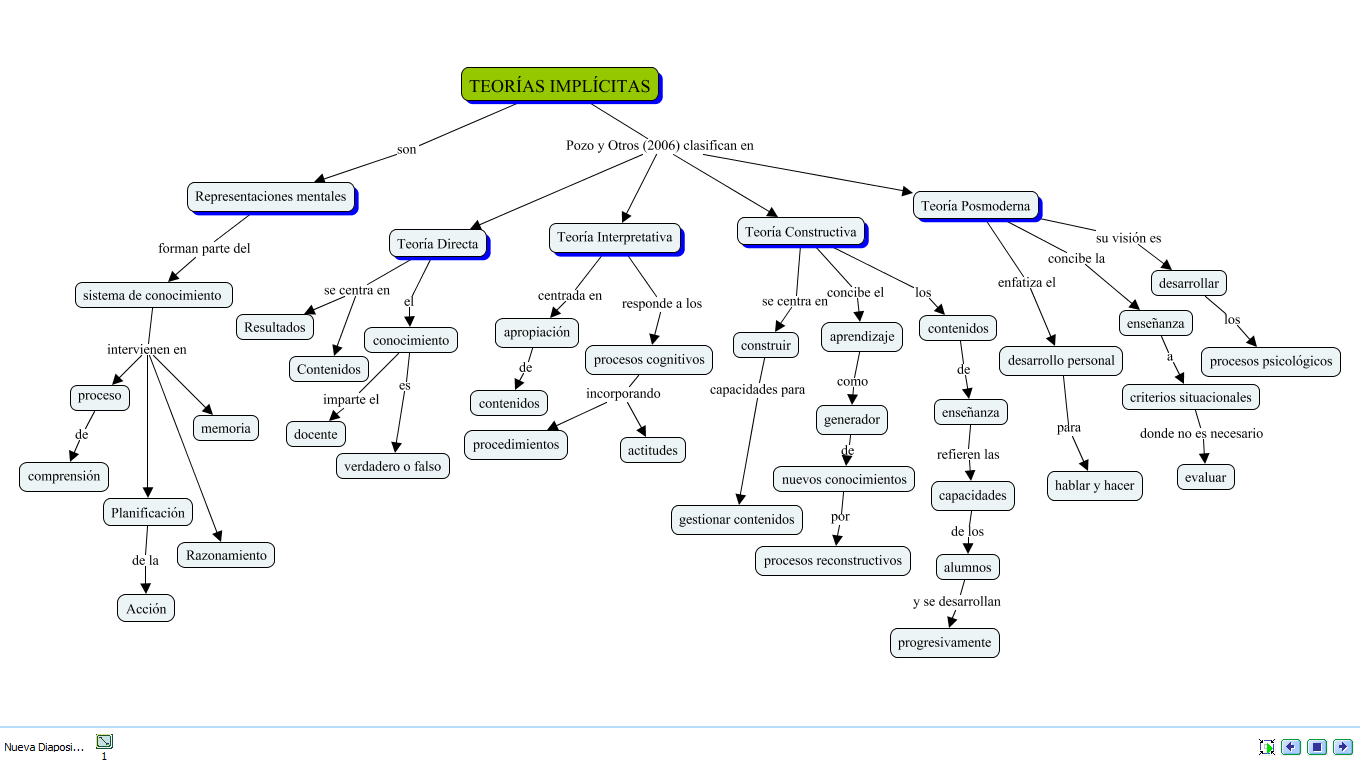 TEORÍAS IMPLÍCITAS
son
Pozo y Otros (2006) clasifican en
Representaciones mentales
forman parte del
sistema de conocimiento
intervienen en
proceso
de
comprensión
Planificación
de la
Acción
Razonamiento
memoria
Teoría Directa
se centra en
Resultados
Contenidos
el
conocimiento
imparte el
docente
es
verdadero o falso
Teoría Interpretativa
centrada en
apropiación
de
contenidos
responde a los
procesos cognitivos
incorporando
procedimientos
actitudes
Teoría Constructiva
se centra en
construir
capacidades para
gestionar contenidos
concibe el
aprendizaje
como
generador
de
nuevos conocimientos
por
procesos reconstructivos
los
contenidos
de
enseñanza
refieren las
capacidades
de los
alumnos
y se desarrollan
progresivamente
Teoría Posmoderna
enfatiza el
desarrollo personal
para
hablar y hacer
concibe la
enseñanza
a
criterios situacionales
donde no es necesario
evaluar
su visión es
desarrollar
los
procesos psicológicos
Nueva Diaposi...
1